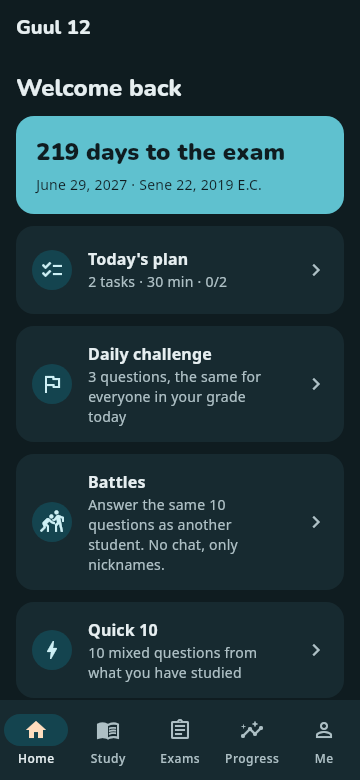 Guul 12
Welcome back
219 days to the exam
June 29, 2027 · Sene 22, 2019 E.C.
Today's plan
2 tasks · 30 min · 0/2
Daily challenge
3 questions, the same for
everyone in your grade
today
Battles
Answer the same 10
questions as another
student. No chat, only
nicknames.
Quick 10
10 mixed questions from
what you have studied
Home
Study
Exams
Progress
Me